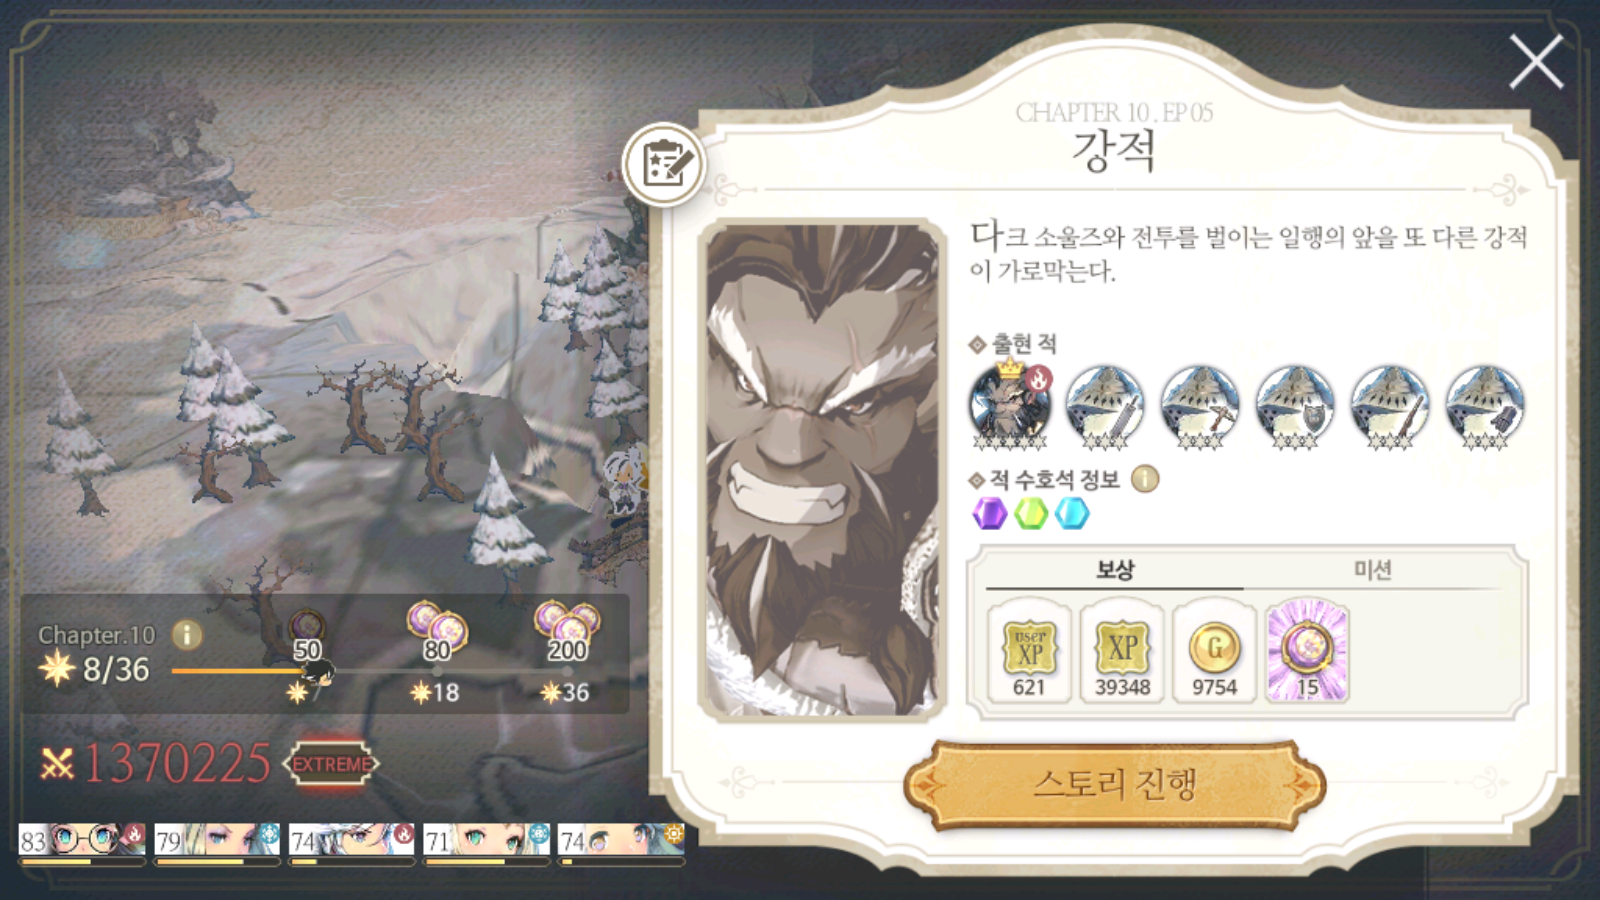 CHAPTER 10 . EP 05
강적
다크 소울즈와 전투를 벌이는 일행의 앞을 또 다른 강적
이 가로막는다.
출현 적
적 수호석 정보 i
보상 미션
user XP 621
XP 39348
G 9754
15
스토리 진행
Chapter.10 i
8/36
50 80 200
18 36
1370225 EXTREME
83 79 74 71 74